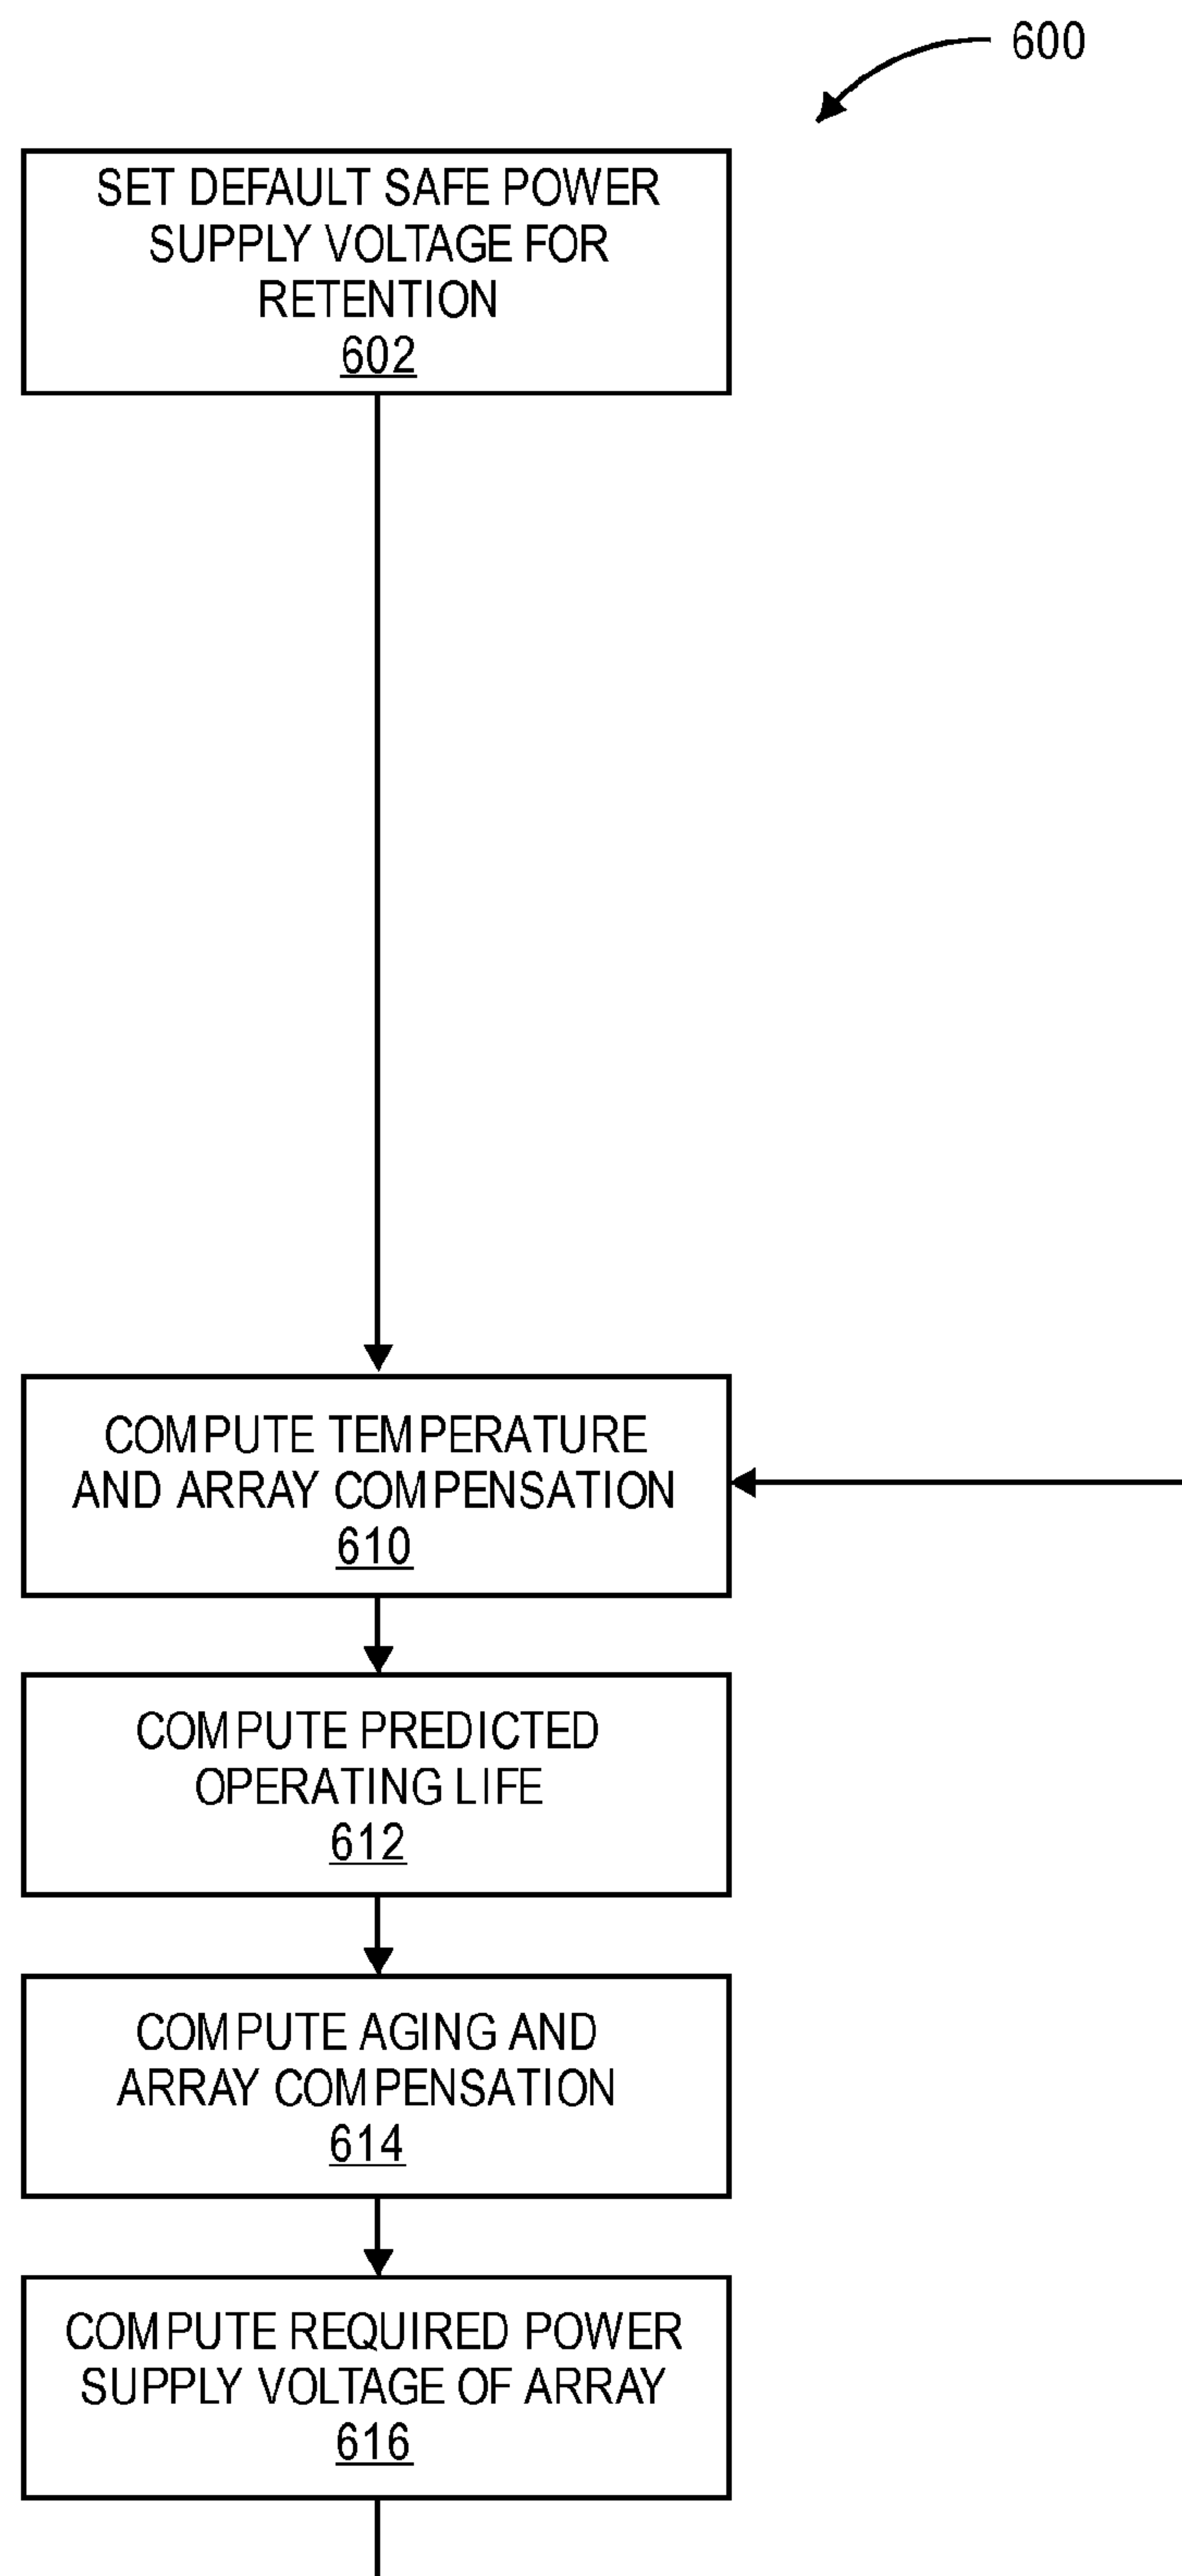 600
SET DEFAULT SAFE POWER
SUPPLY VOLTAGE FOR
RETENTION
602
COMPUTE TEMPERATURE
AND ARRAY COMPENSATION
610
COMPUTE PREDICTED
OPERATING LIFE
612
COMPUTE AGING AND
ARRAY COMPENSATION
614
COMPUTE REQUIRED POWER
SUPPLY VOLTAGE OF ARRAY
616